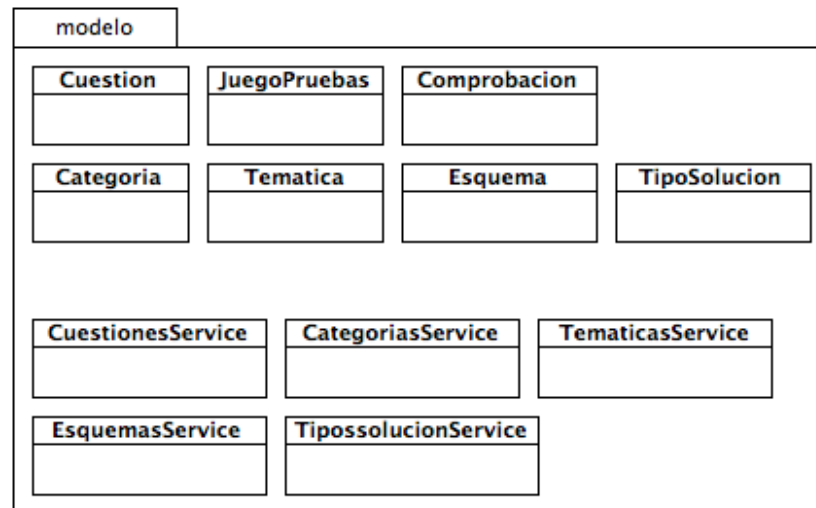 modelo
Cuestion JuegoPruebas Comprobacion
Categoria Tematica Esquema TipoSolucion
CuestionesService CategoriasService TematicasService
EsquemasService TipossolucionService